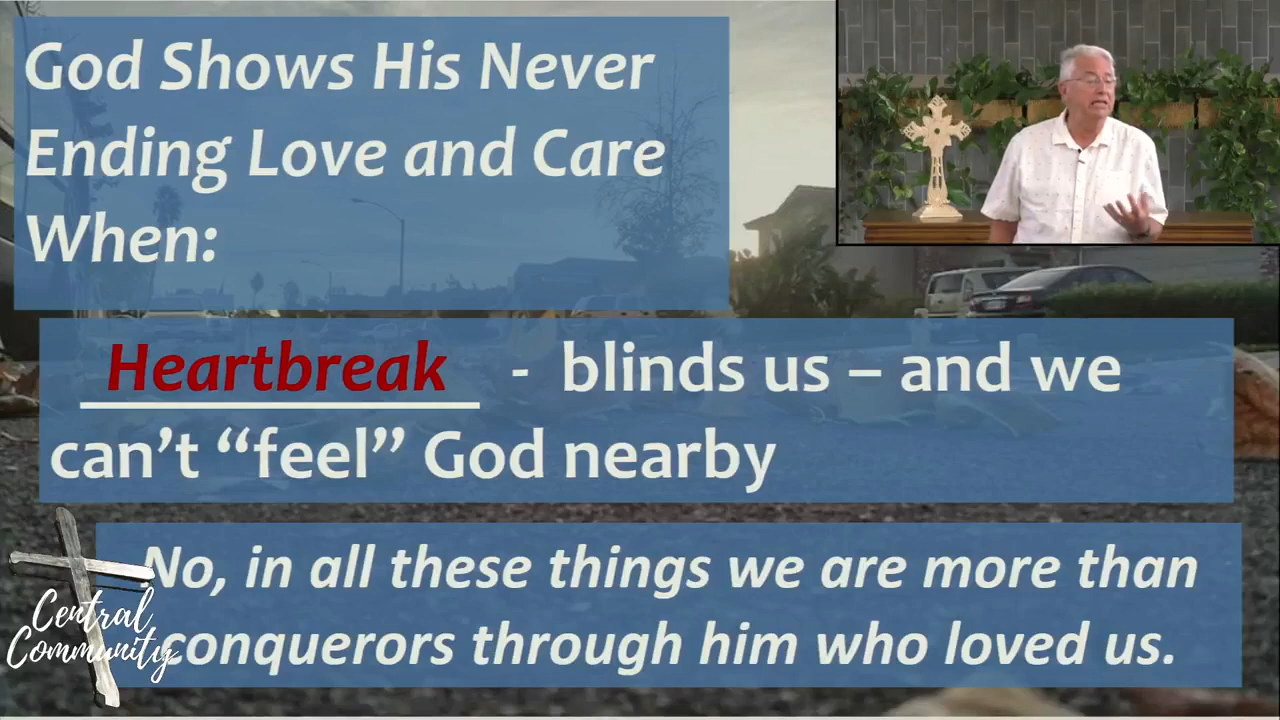 God Shows His Never
Ending Love and Care
When:
Heartbreak - blinds us – and we
can't “feel” God nearby
No, in all these things we are more than
conquerors through him who loved us.
Central
Community